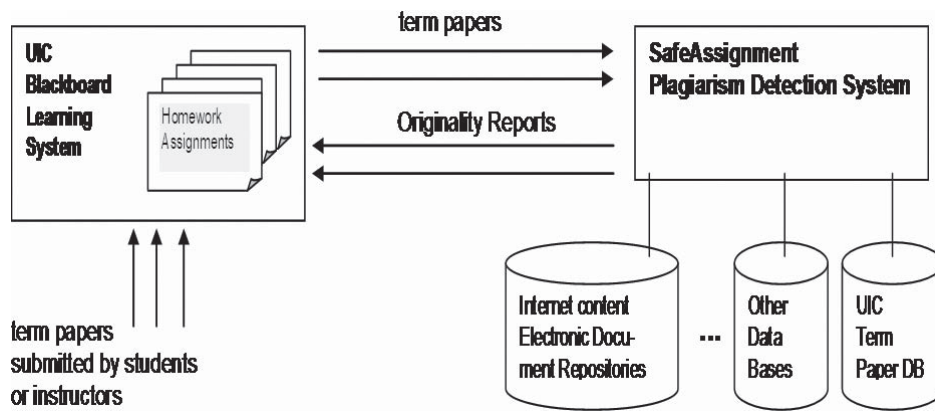 term papers
UIC
Blackboard
Learning
System
Homework
Assignments
SafeAssignment
Plagiarism Detection System
Originality Reports
term papers
submitted by students
or instructors
Internet content
Electronic Docu-
ment Repositories
...
Other
Data
Bases
UIC
Term
Paper DB